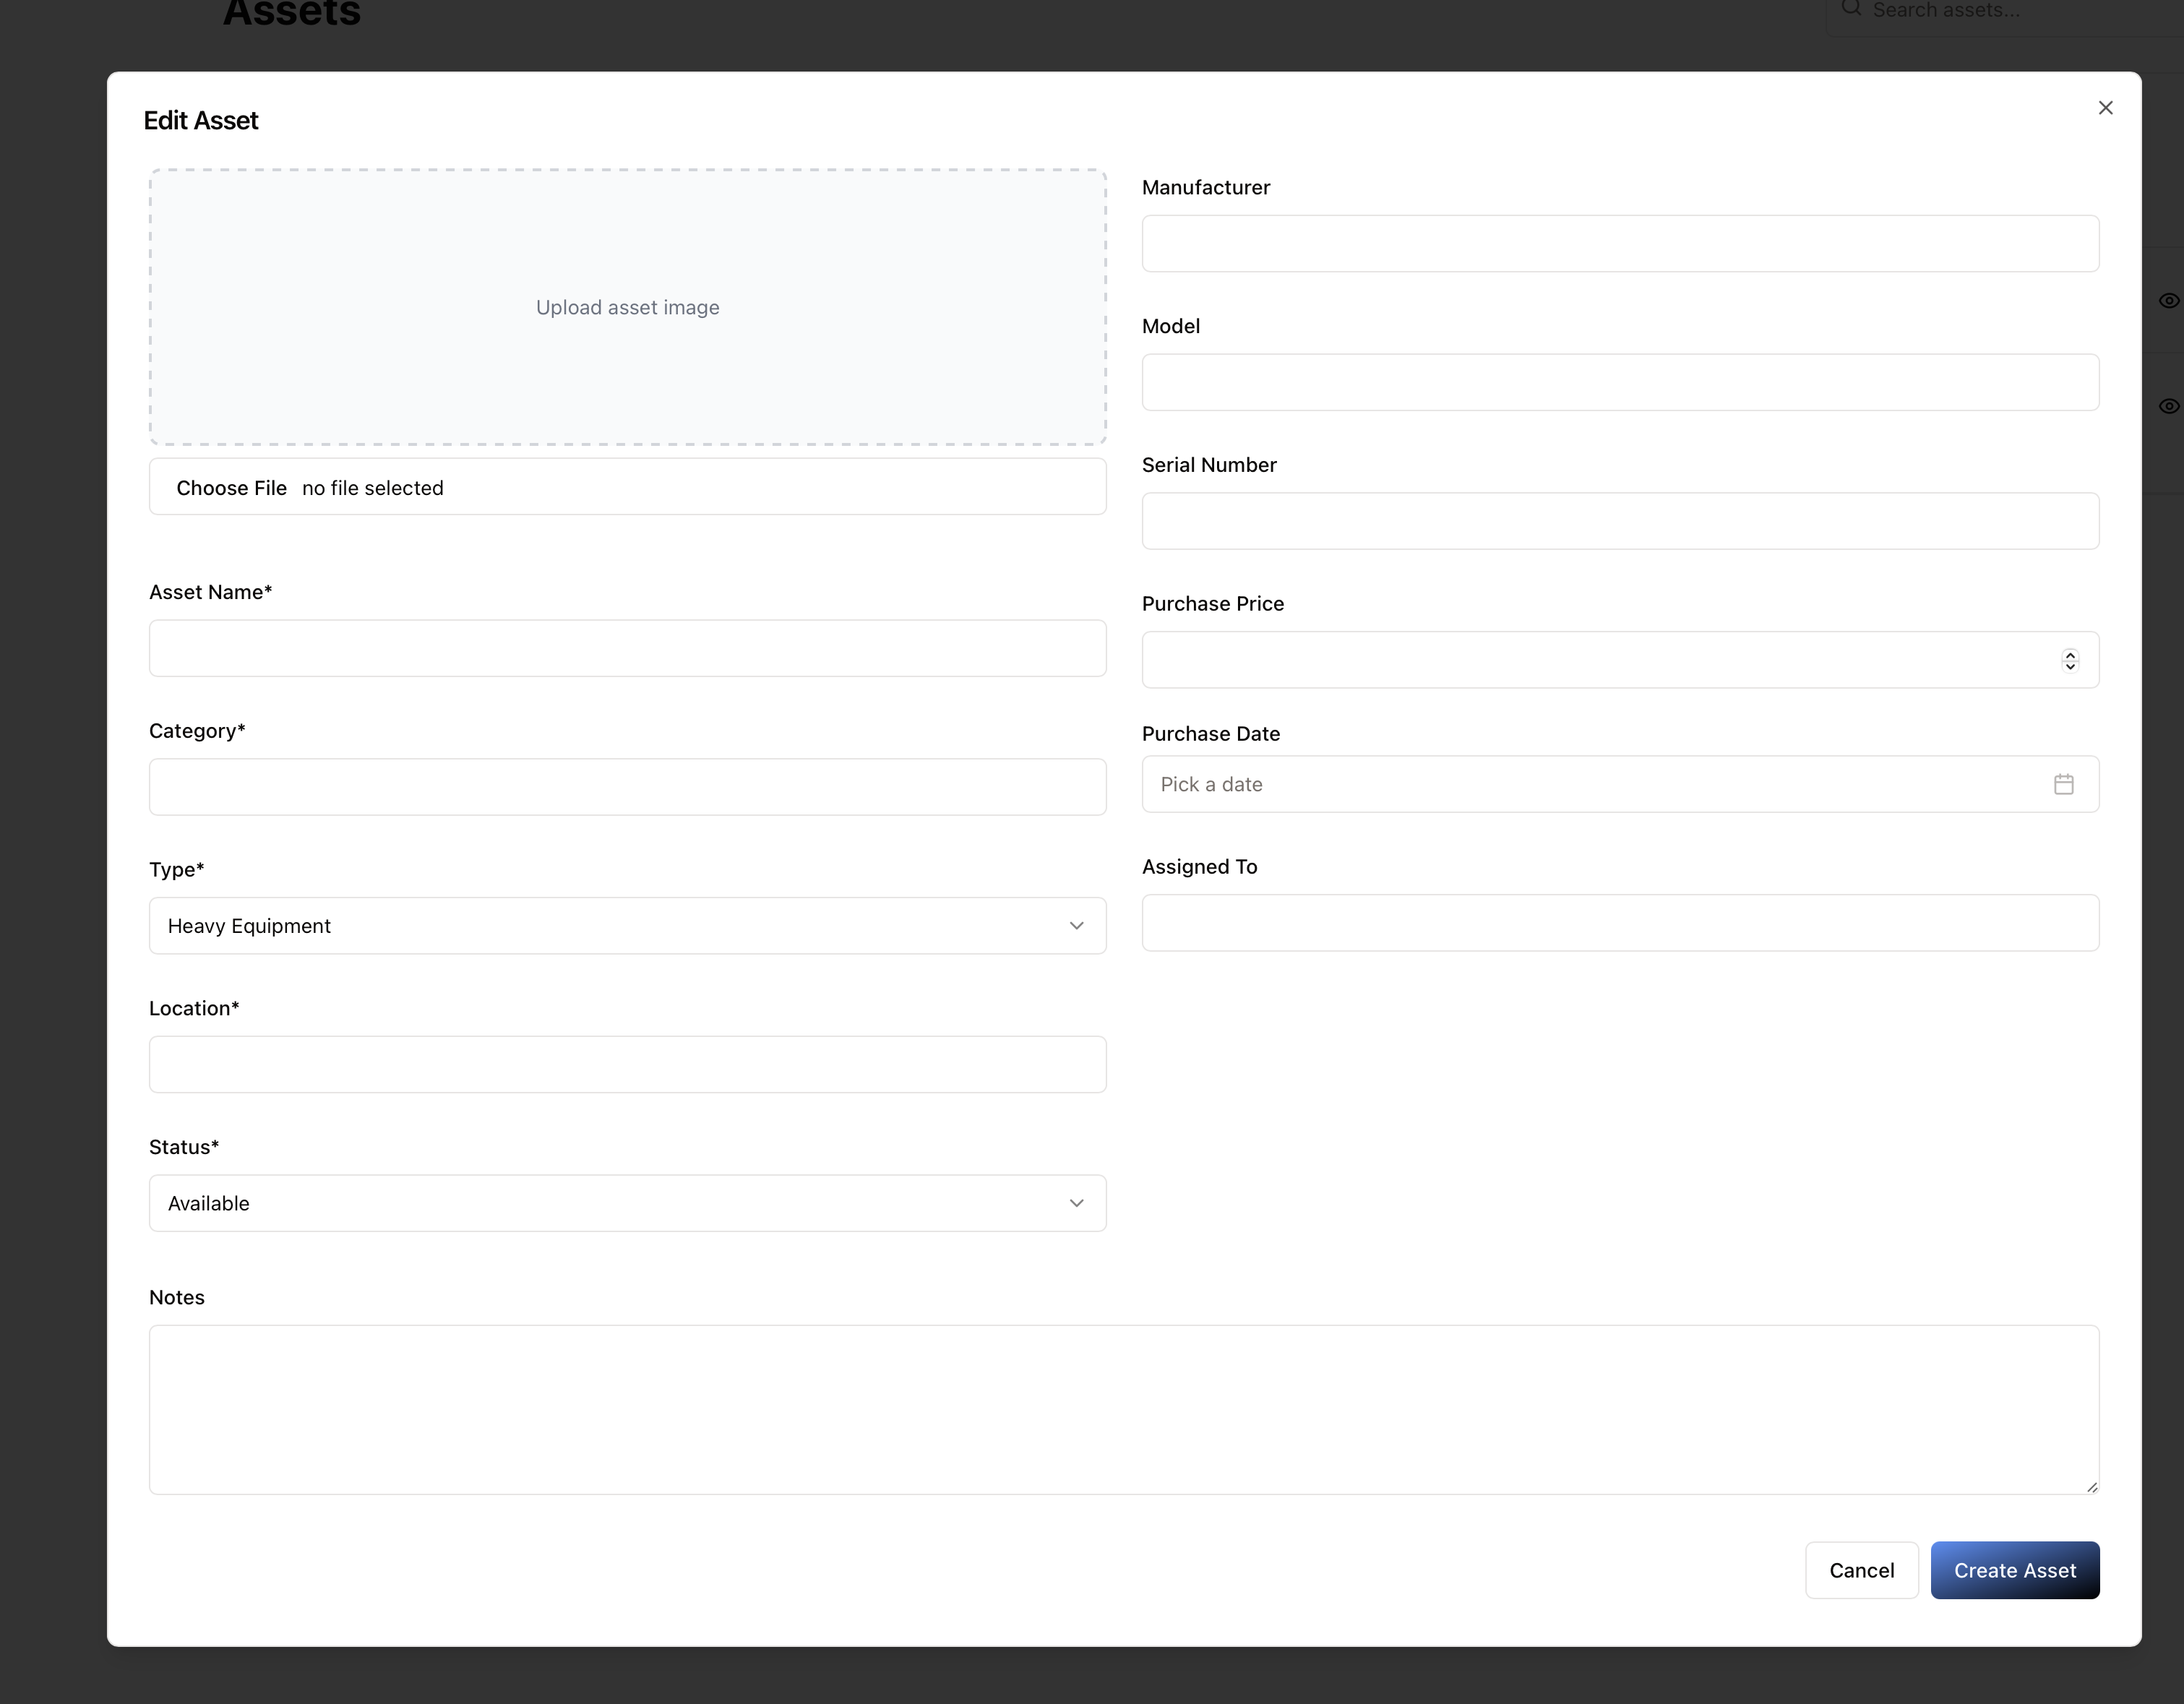 Assets
Search assets...
Edit Asset
Upload asset image
Choose File no file selected
Asset Name*
Category*
Type*
Heavy Equipment
Location*
Status*
Available
Manufacturer
Model
Serial Number
Purchase Price
Purchase Date
Pick a date
Assigned To
Notes
Cancel
Create Asset